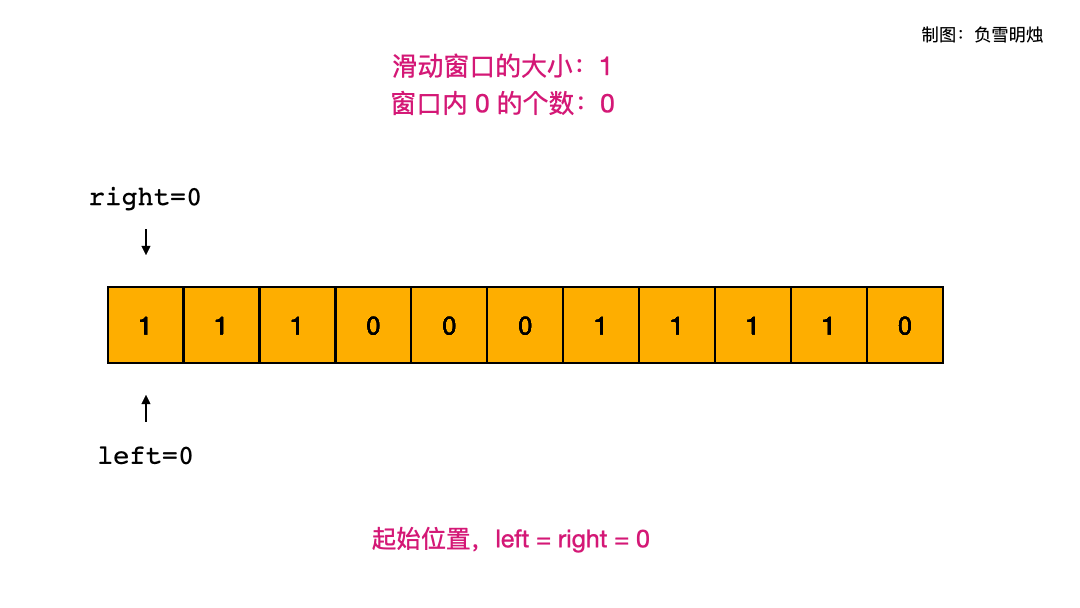 制图：负雪明烛
滑动窗口的大小：1
窗口内 0 的个数：0
right=0
1 1 1 0 0 0 1 1 1 1 0
left=0
起始位置，left = right = 0